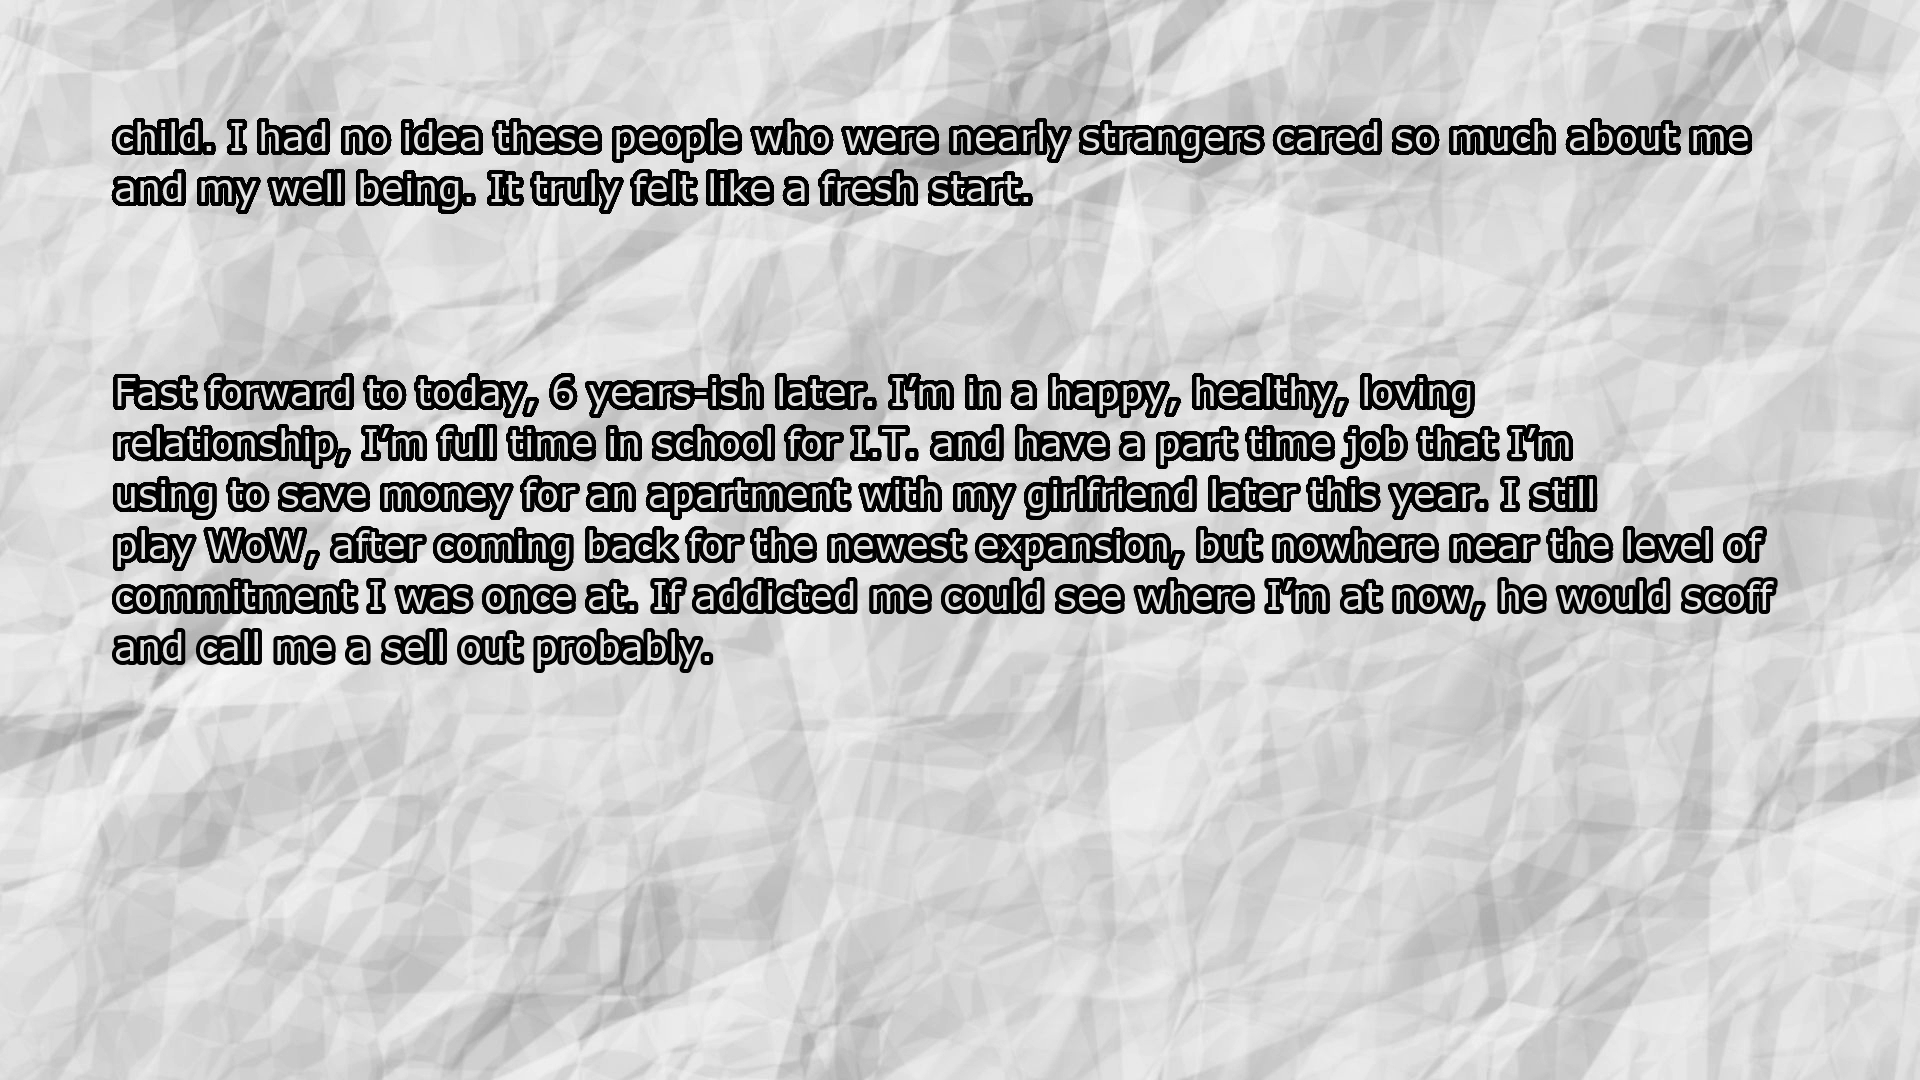 child. I had no idea these people who were nearly strangers cared so much about me
and my well being. It truly felt like a fresh start.
Fast forward to today, 6 years-ish later. I’m in a happy, healthy, loving
relationship, I’m full time in school for I.T. and have a part time job that I’m
using to save money for an apartment with my girlfriend later this year. I still
play WoW, after coming back for the newest expansion, but nowhere near the level of
commitment I was once at. If addicted me could see where I’m at now, he would scoff
and call me a sell out probably.